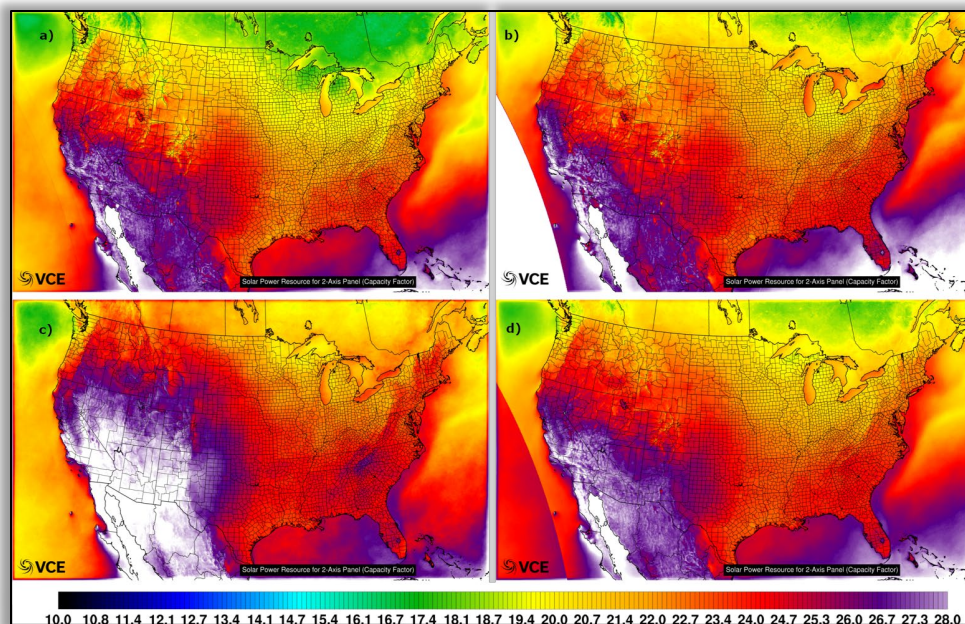 a)
b)
VCE
Solar Power Resource for 2-Axis Panel (Capacity Factor)
Solar Power Resource for 2-Axis Panel (Capacity Factor)
c)
d)
VCE
Solar Power Resource for 2-Axis Panel (Capacity Factor)
VCE
Solar Power Resource for 2-Axis Panel (Capacity Factor)
10.0 10.8 11.4 12.1 12.7 13.4 14.1 14.7 15.4 16.7 17.4 18.1 18.7 19.4 20.0 20.7 21.4 22.0 22.7 23.4 24.0 24.7 25.3 26.0 26.7 27.3 28.0